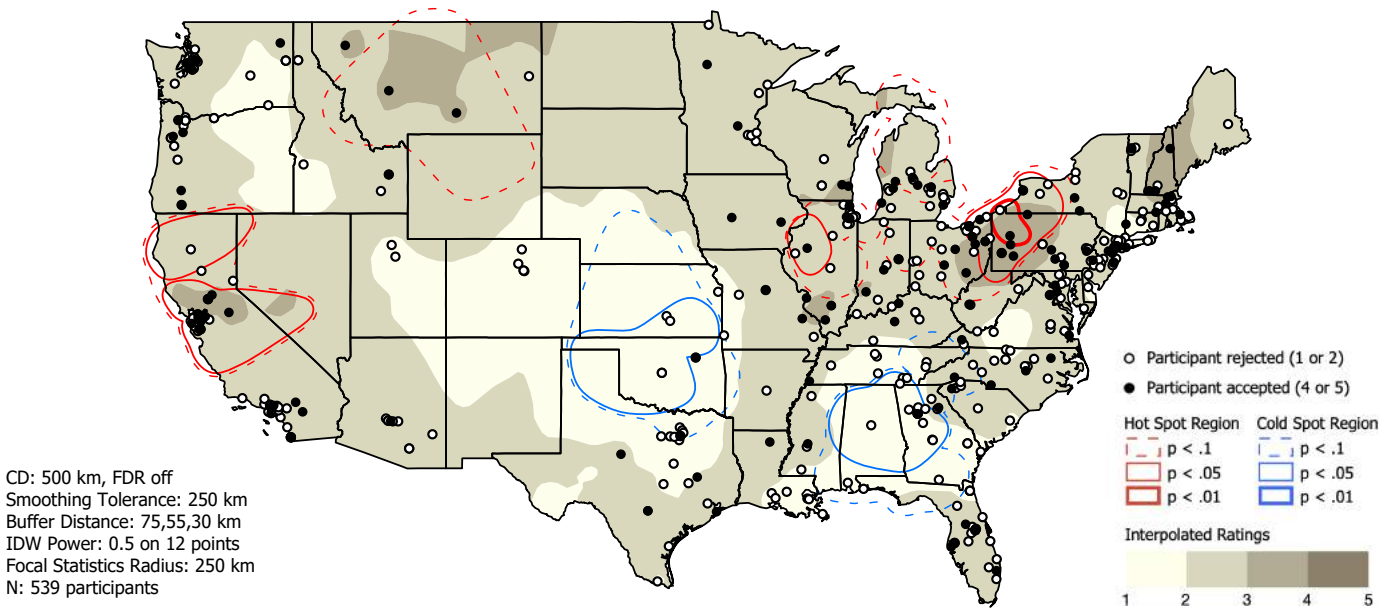 CD: 500 km, FDR off
Smoothing Tolerance: 250 km
Buffer Distance: 75,55,30 km
IDW Power: 0.5 on 12 points
Focal Statistics Radius: 250 km
N: 539 participants
Participant rejected (1 or 2)
Participant accepted (4 or 5)
Hot Spot Region Cold Spot Region
p < .1 p < .1
p < .05 p < .05
p < .01 p < .01
Interpolated Ratings
1 2 3 4 5